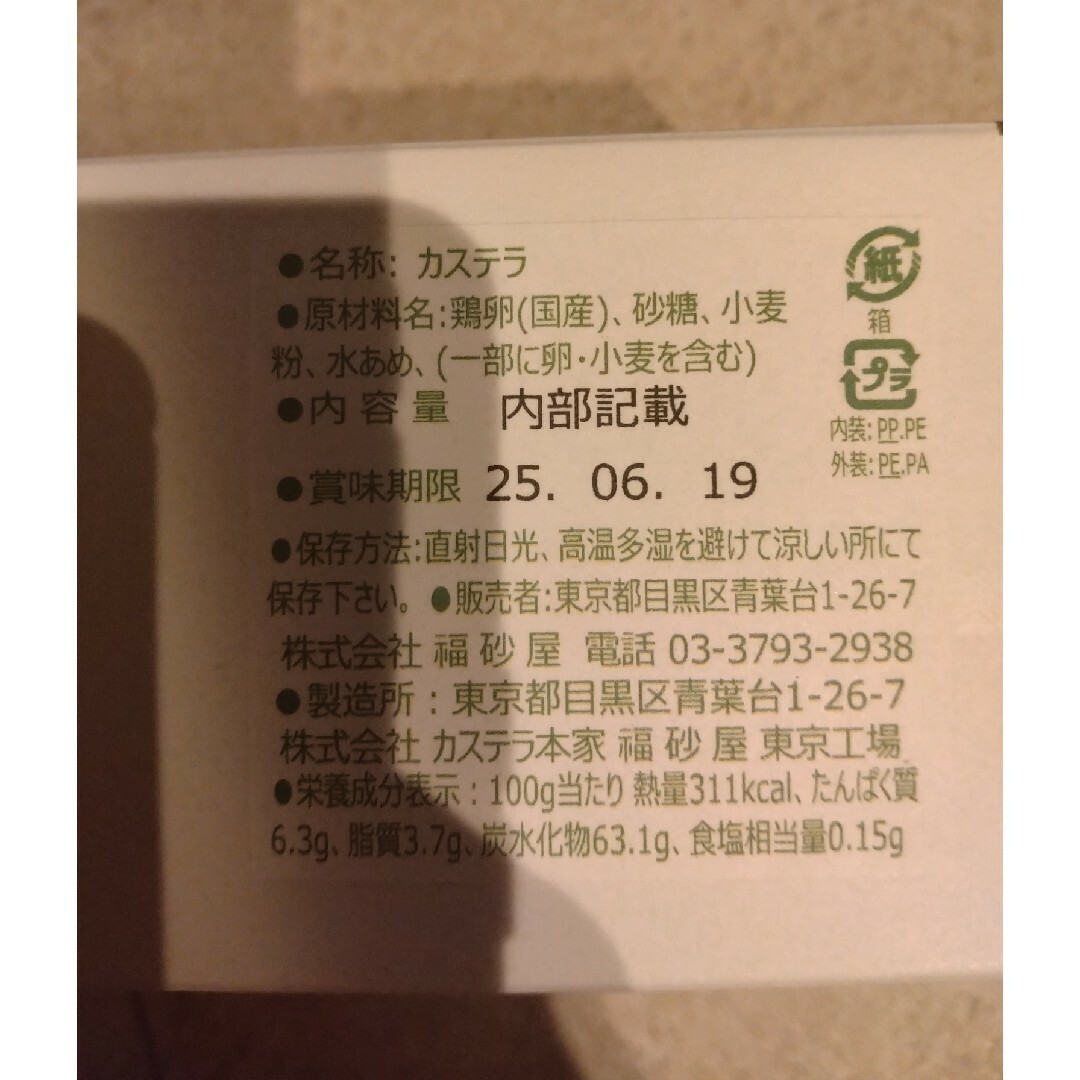 ●名称: カステラ
●原材料名:鶏卵(国産)、砂糖、小麦
粉、水あめ、(一部に卵・小麦を含む)
●内容量 内部記載
●賞味期限 25. 06. 19
●保存方法:直射日光、高温多湿を避けて涼しい所にて
保存下さい。●販売者:東京都目黒区青葉台1-26-7
株式会社 福砂屋 電話 03-3793-2938
●製造所:東京都目黒区青葉台1-26-7
株式会社 カステラ本家 福砂屋 東京工場
●栄養成分表示:100g当たり 熱量311kcal、たんぱく質
6.3g、脂質3.7g、炭水化物63.1g、食塩相当量0.15g
紙
箱
プラ
内装: PP.PE
外装: PE.PA